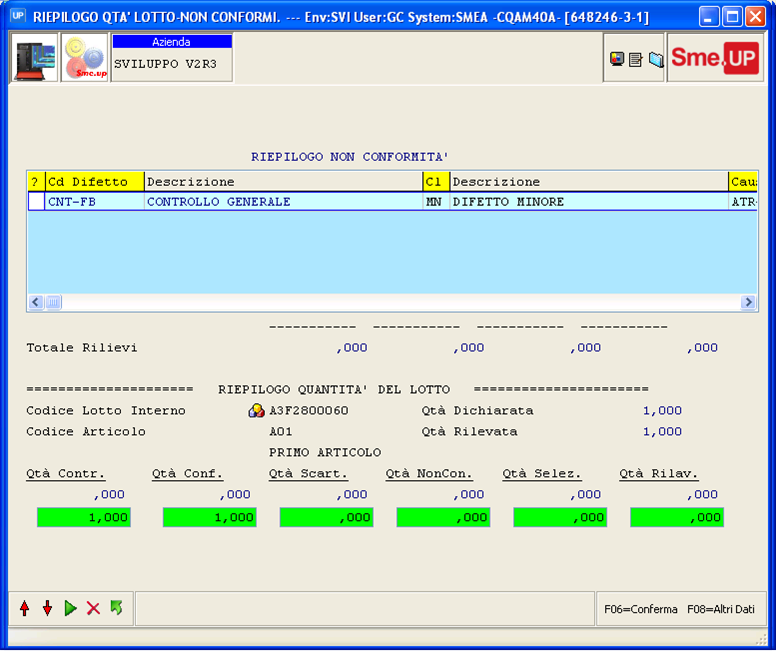 UP RIEPILOGO QTA' LOTTO-NON CONFORMI. --- Env:SVI User:GC System:SMEA -CQAM40A- [648246-3-1]
Sme.up
Azienda
SVILUPPO V2R3
Sme.UP
RIEPILOGO NON CONFORMITA'
? Cd Difetto Descrizione Cl Descrizione Cau
CNT-FB CONTROLLO GENERALE MN DIFETTO MINORE ATR
----------- ----------- ----------- -----------
Totale Rilievi ,000 ,000 ,000 ,000
===================== RIEPILOGO QUANTITA' DEL LOTTO ======================
Codice Lotto Interno A3F2800060 Qtà Dichiarata 1,000
Codice Articolo A01 Qtà Rilevata 1,000
PRIMO ARTICOLO
Qtà Contr. Qtà Conf. Qtà Scart. Qtà NonCon. Qtà Selez. Qtà Rilav.
,000 ,000 ,000 ,000 ,000 ,000
1,000 1,000 ,000 ,000 ,000 ,000
F06=Conferma F08=Altri Dati